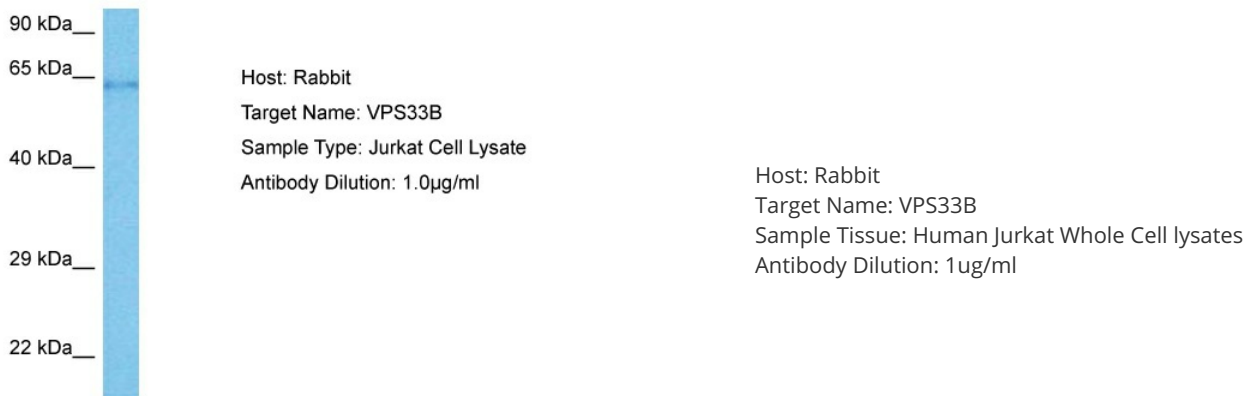 90 kDa__
65 kDa__
40 kDa__
29 kDa__
22 kDa__
Host: Rabbit
Target Name: VPS33B
Sample Type: Jurkat Cell Lysate
Antibody Dilution: 1.0µg/ml
Host: Rabbit
Target Name: VPS33B
Sample Tissue: Human Jurkat Whole Cell lysates
Antibody Dilution: 1ug/ml